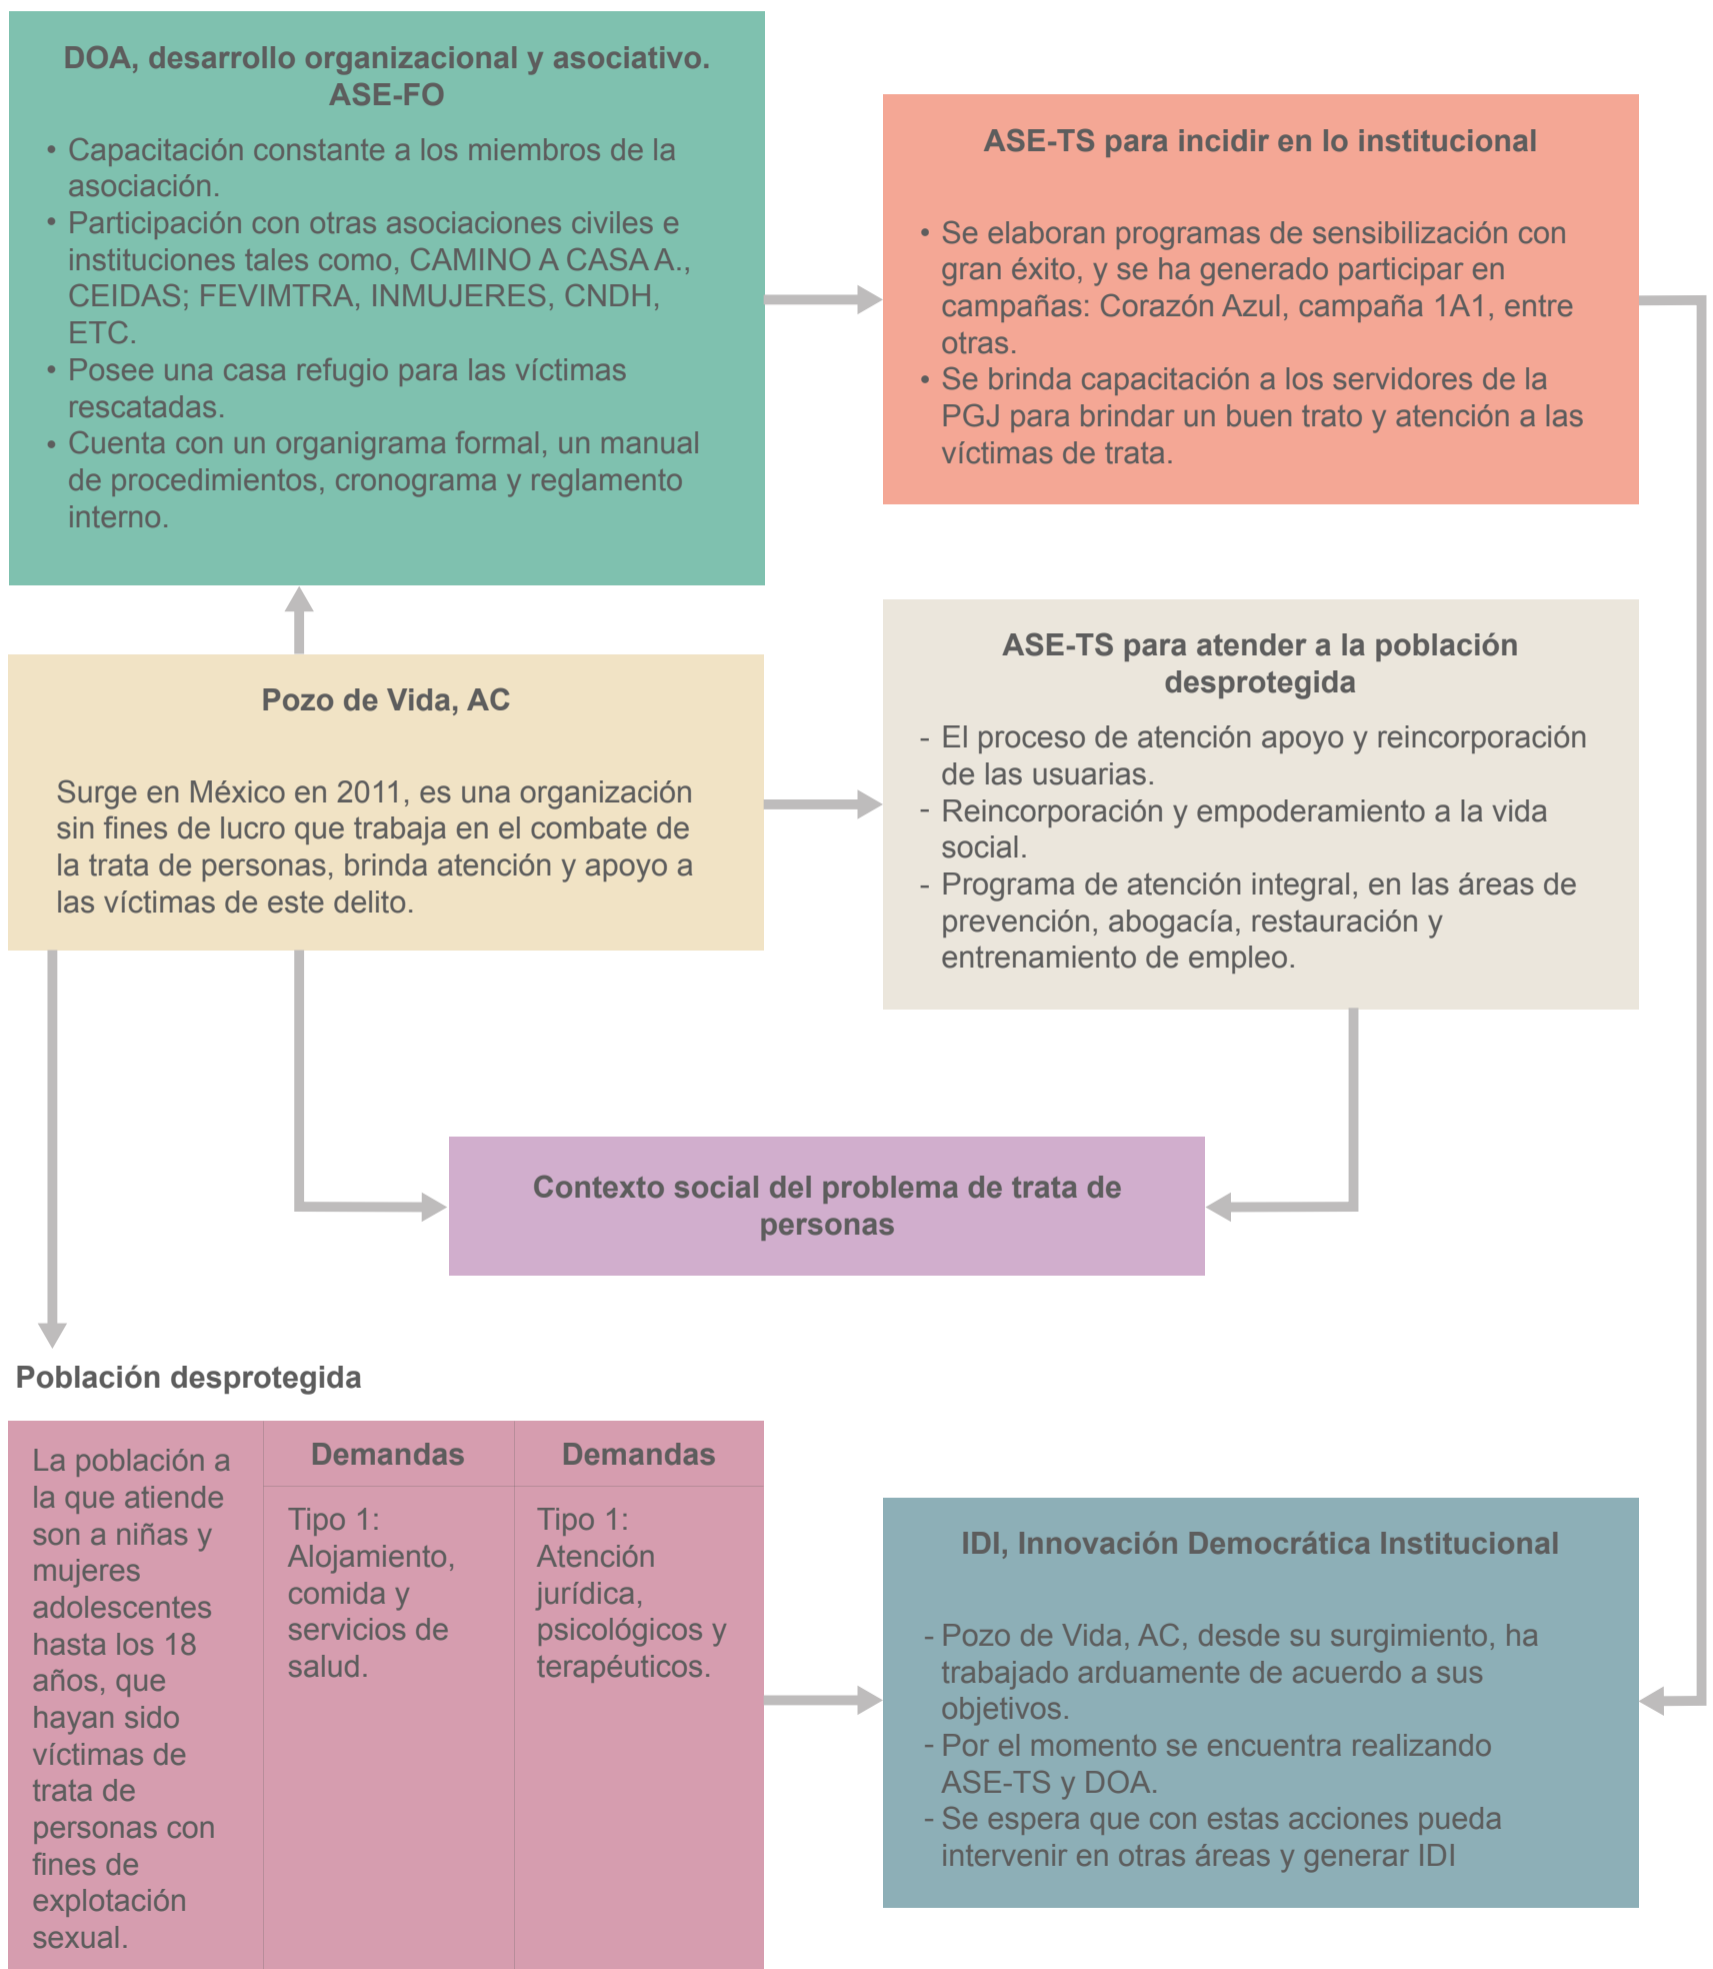 DOA, desarrollo organizacional y asociativo.
ASE-FO
• Capacitación constante a los miembros de la
asociación.
• Participación con otras asociaciones civiles e
instituciones tales como, CAMINO A CASA A.,
CEIDAS; FEVIMTRA, INMUJERES, CNDH,
ETC.
• Posee una casa refugio para las víctimas
rescatadas.
• Cuenta con un organigrama formal, un manual
de procedimientos, cronograma y reglamento
interno.
ASE-TS para incidir en lo institucional
• Se elaboran programas de sensibilización con
gran éxito, y se ha generado participar en
campañas: Corazón Azul, campaña 1A1, entre
otras.
• Se brinda capacitación a los servidores de la
PGJ para brindar un buen trato y atención a las
víctimas de trata.
Pozo de Vida, AC
Surge en México en 2011, es una organización
sin fines de lucro que trabaja en el combate de
la trata de personas, brinda atención y apoyo a
las víctimas de este delito.
ASE-TS para atender a la población
desprotegida
- El proceso de atención apoyo y reincorporación
de las usuarias.
- Reincorporación y empoderamiento a la vida
social.
- Programa de atención integral, en las áreas de
prevención, abogacía, restauración y
entrenamiento de empleo.
Contexto social del problema de trata de
personas
Población desprotegida
La población a
la que atiende
son a niñas y
mujeres
adolescentes
hasta los 18
años, que
hayan sido
víctimas de
trata de
personas con
fines de
explotación
sexual.
Demandas
Tipo 1:
Alojamiento,
comida y
servicios de
salud.
Demandas
Tipo 1:
Atención
jurídica,
psicológicos y
terapéuticos.
IDI, Innovación Democrática Institucional
- Pozo de Vida, AC, desde su surgimiento, ha
trabajado arduamente de acuerdo a sus
objetivos.
- Por el momento se encuentra realizando
ASE-TS y DOA.
- Se espera que con estas acciones pueda
intervenir en otras áreas y generar IDI